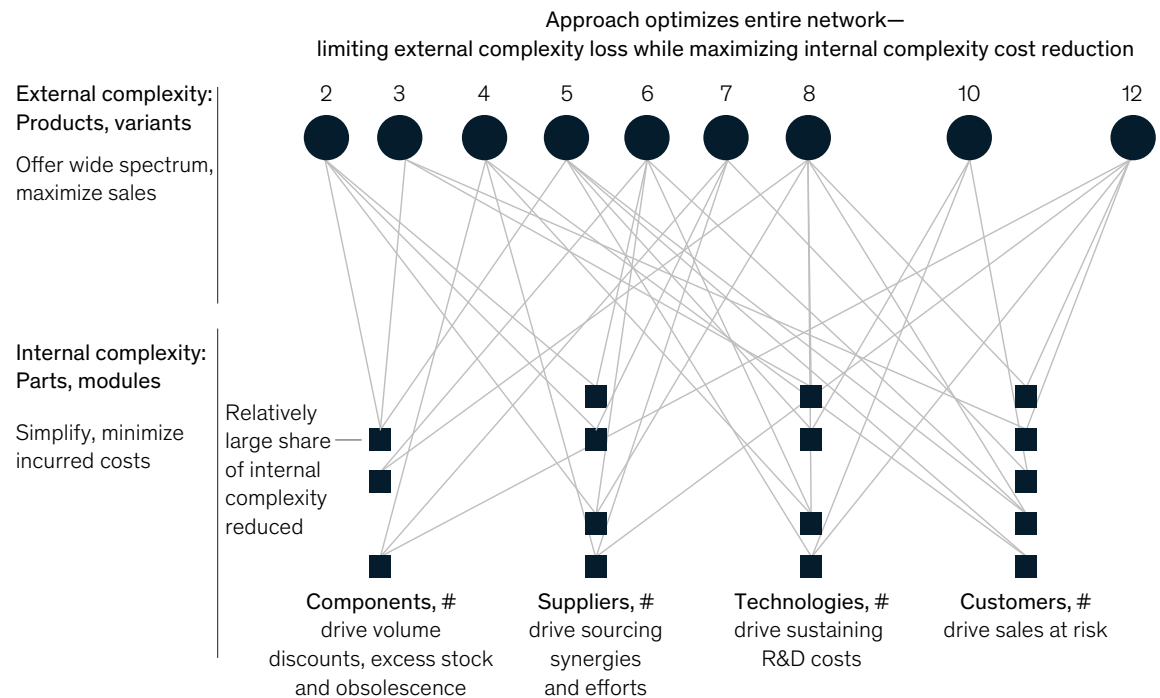 Approach optimizes entire network—
limiting external complexity loss while maximizing internal complexity cost reduction
External complexity:
Products, variants
Offer wide spectrum,
maximize sales
2 3 4 5 6 7 8 10 12
Internal complexity:
Parts, modules
Simplify, minimize
incurred costs
Relatively
large share
of internal
complexity
reduced
Components, #
drive volume
discounts, excess stock
and obsolescence
Suppliers, #
drive sourcing
synergies
and efforts
Technologies, #
drive sustaining
R&D costs
Customers, #
drive sales at risk